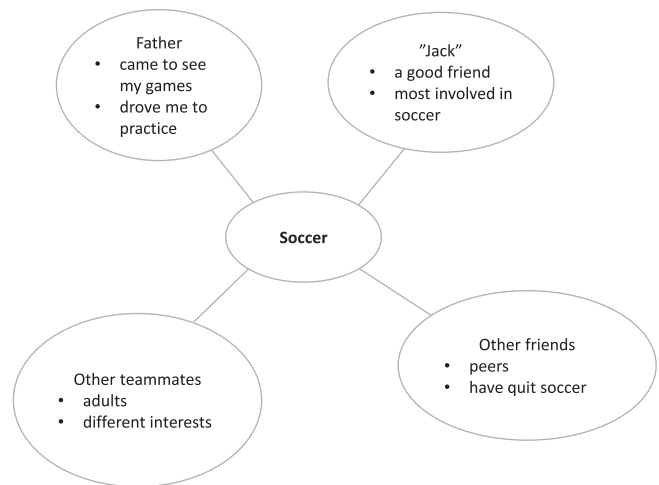 Father
• came to see
my games
• drove me to
practice
”Jack”
• a good friend
• most involved in
soccer
Soccer
Other teammates
• adults
• different interests
Other friends
• peers
• have quit soccer